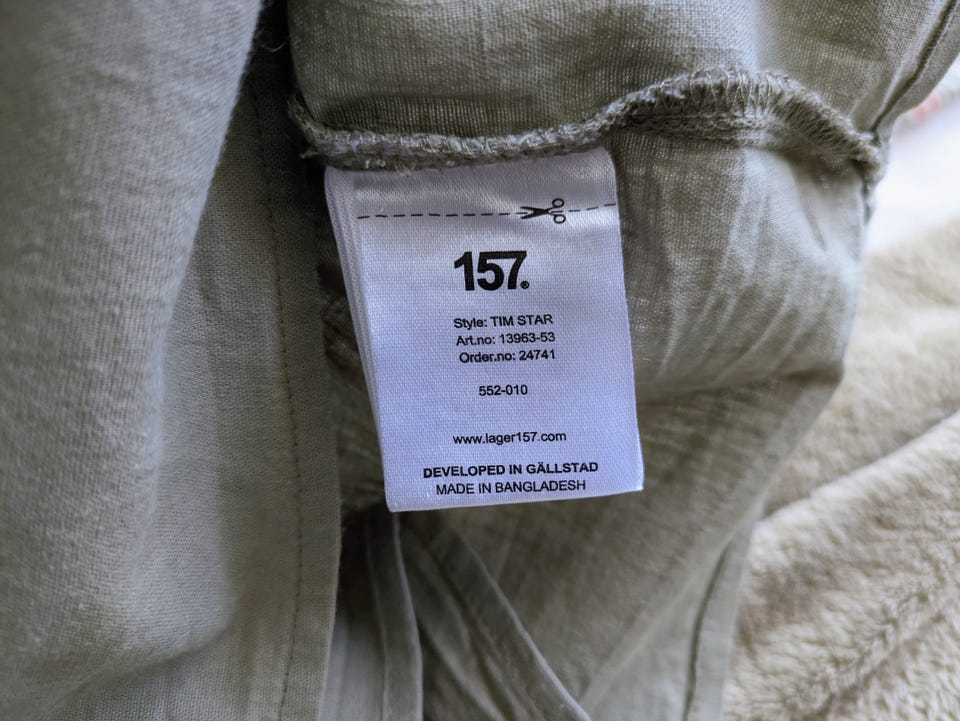 157.®
Style: TIM STAR
Art.no: 13963-53
Order.no: 24741
552-010
www.lager157.com
DEVELOPED IN GÄLLSTAD
MADE IN BANGLADESH